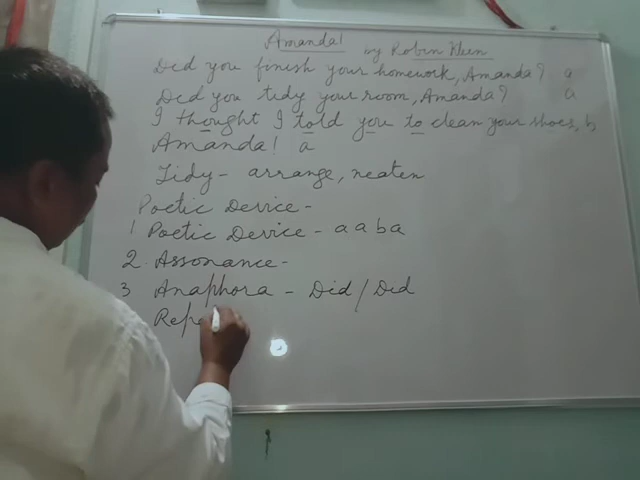 Amanda!
by Robin Klein
Did you finish your homework, Amanda? a
Did you tidy your room, Amanda? a
I thought I told you to clean your shoes, b
Amanda! a
Tidy - arrange, neaten
Poetic Device -
1. Poetic Device - a a b a
2. Assonance -
3 Anaphora - Did / Did
Repe